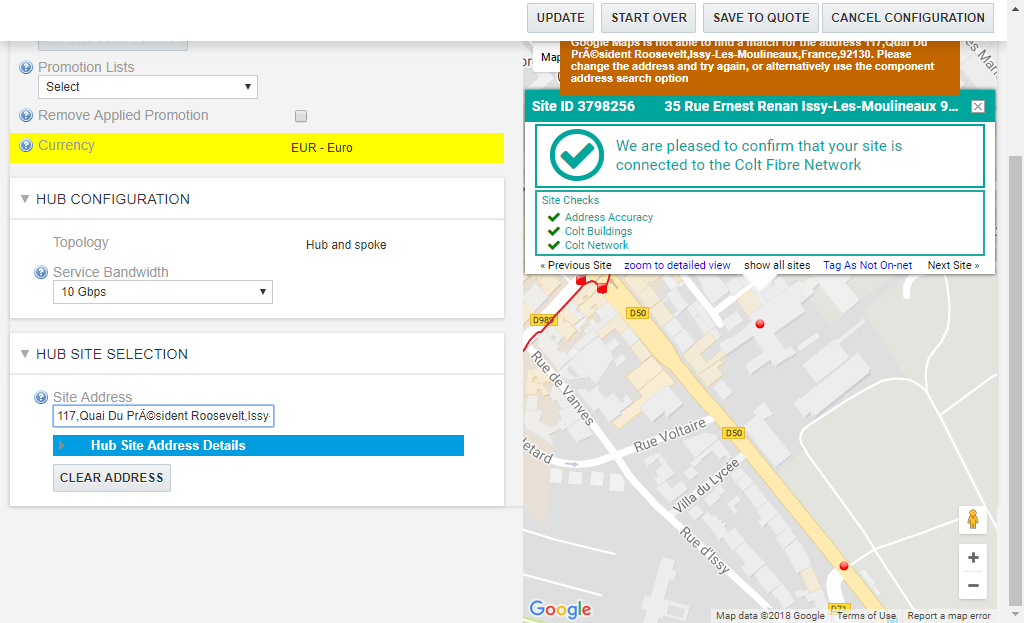 UPDATE
START OVER
SAVE TO QUOTE
CANCEL CONFIGURATION
Promotion Lists
Select
Remove Applied Promotion
Currency
EUR - Euro
HUB CONFIGURATION
Topology
Hub and spoke
Service Bandwidth
10 Gbps
HUB SITE SELECTION
Site Address
117,Quai Du PrÃ©sident Roosevelt,Issy-
Hub Site Address Details
CLEAR ADDRESS
Map
Google Maps is not able to find a match for the address 117,Quai Du
PrÃ©sident Roosevelt,Issy-Les-Moulineaux,France,92130. Please
change the address and try again, or alternatively use the component
address search option
Site ID 3798256
35 Rue Ernest Renan Issy-Les-Moulineaux 9...
We are pleased to confirm that your site is
connected to the Colt Fibre Network
Site Checks
Address Accuracy
Colt Buildings
Colt Network
« Previous Site
zoom to detailed view
show all sites
Tag As Not On-net
Next Site »
D989
D50
Rue de Vanves
Rue Voltaire
D50
Villa du Lycée
Rue d'Issy
D71
Google
Map data ©2018 Google
Terms of Use
Report a map error